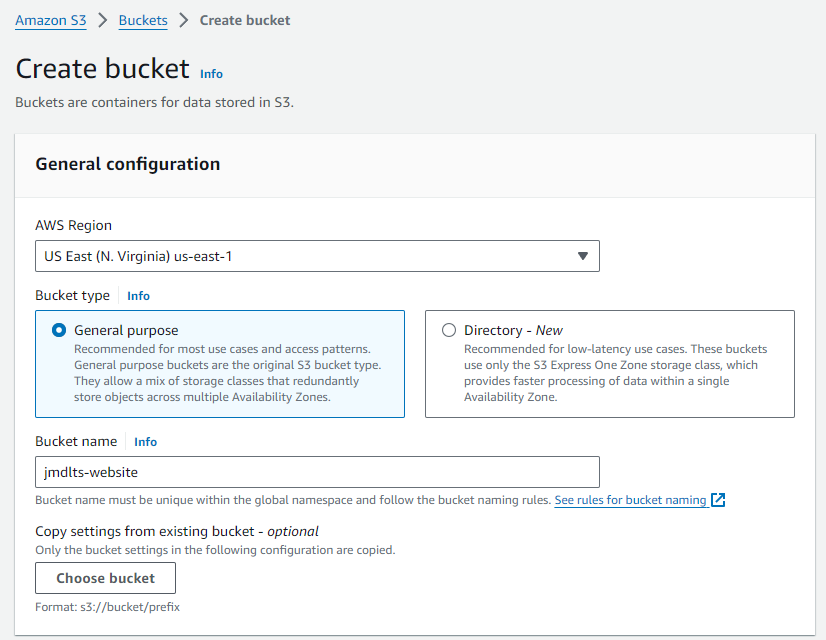 Amazon S3 > Buckets > Create bucket
Create bucket Info
Buckets are containers for data stored in S3.
General configuration
AWS Region
US East (N. Virginia) us-east-1
Bucket type Info
General purpose
Recommended for most use cases and access patterns.
General purpose buckets are the original S3 bucket type.
They allow a mix of storage classes that redundantly
store objects across multiple Availability Zones.
Directory - New
Recommended for low-latency use cases. These buckets
use only the S3 Express One Zone storage class, which
provides faster processing of data within a single
Availability Zone.
Bucket name Info
jmdlts-website
Bucket name must be unique within the global namespace and follow the bucket naming rules. See rules for bucket naming
Copy settings from existing bucket - optional
Only the bucket settings in the following configuration are copied.
Choose bucket
Format: s3://bucket/prefix